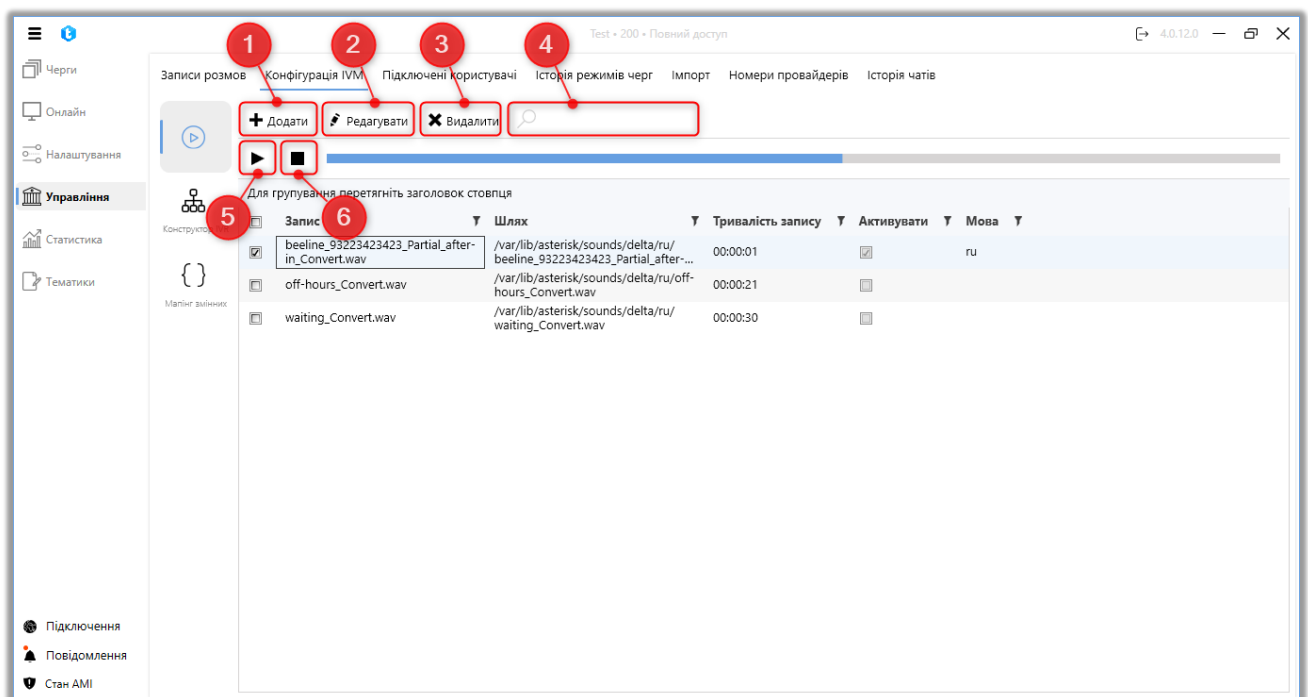 Test • 200 • Повний доступ
4.0.12.0
1
2
3
4
Черги
Онлайн
Налаштування
Управління
Статистика
Тематики
Записи розмов
Конфігурація IVM
Підключені користувачі
Історія режимів черг
Імпорт
Номери провайдерів
Історія чатів
Додати
Редагувати
Видалити
5
6
Конструктор
Мапінг змінних
Для групування перетягніть заголовок стовпця
Запис
Шлях
Тривалість запису
Активувати
Мова
beeline_93223423423_Partial_after-
in_Convert.wav
/var/lib/asterisk/sounds/delta/ru/
beeline_93223423423_Partial_after-...
00:00:01
ru
off-hours_Convert.wav
/var/lib/asterisk/sounds/delta/ru/off-
hours_Convert.wav
00:00:21
waiting_Convert.wav
/var/lib/asterisk/sounds/delta/ru/
waiting_Convert.wav
00:00:30
Підключення
Повідомлення
Стан AMI